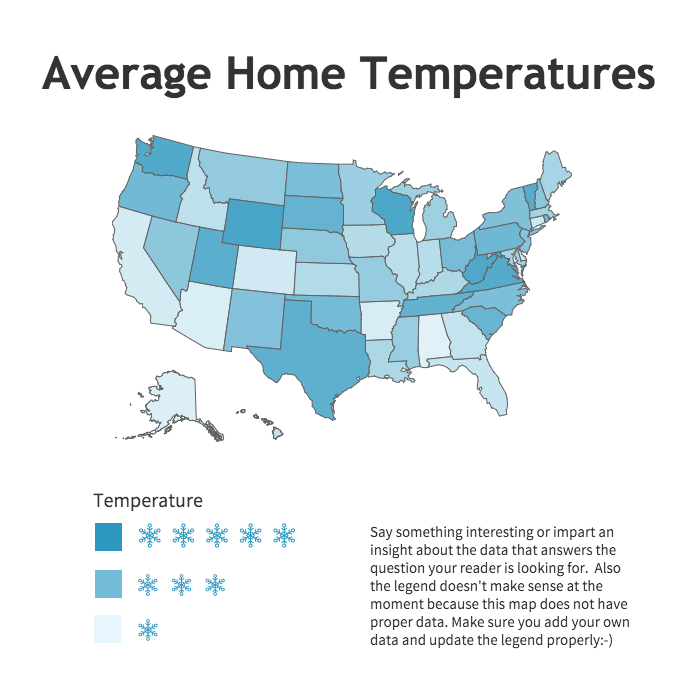 Average Home Temperatures
Temperature
Say something interesting or impart an
insight about the data that answers the
question your reader is looking for.  Also
the legend doesn't make sense at the
moment because this map does not have
proper data. Make sure you add your own
data and update the legend properly:-)